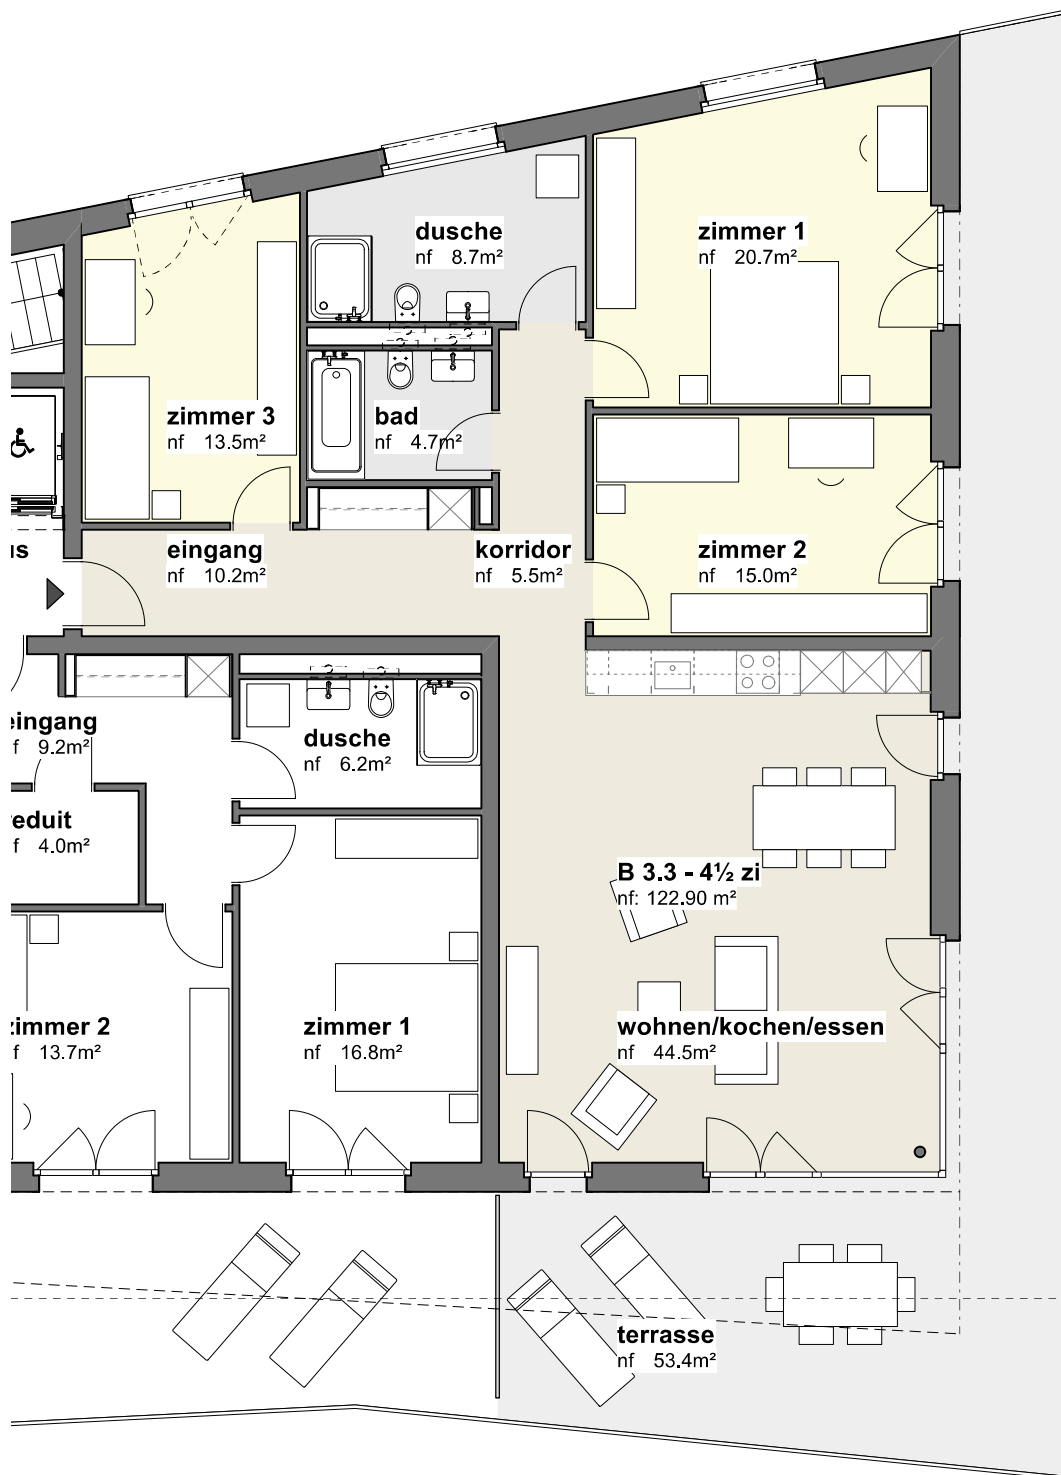 dusche
nf 8.7m²
zimmer 1
nf 20.7m²
zimmer 3
nf 13.5m²
bad
nf 4.7m²
eingang
nf 10.2m²
korridor
nf 5.5m²
zimmer 2
nf 15.0m²
us
eingang
f 9.2m²
dusche
nf 6.2m²
eduit
f 4.0m²
B 3.3 - 4½ zi
nf: 122.90 m²
zimmer 2
f 13.7m²
zimmer 1
nf 16.8m²
wohnen/kochen/essen
nf 44.5m²
terrasse
nf 53.4m²